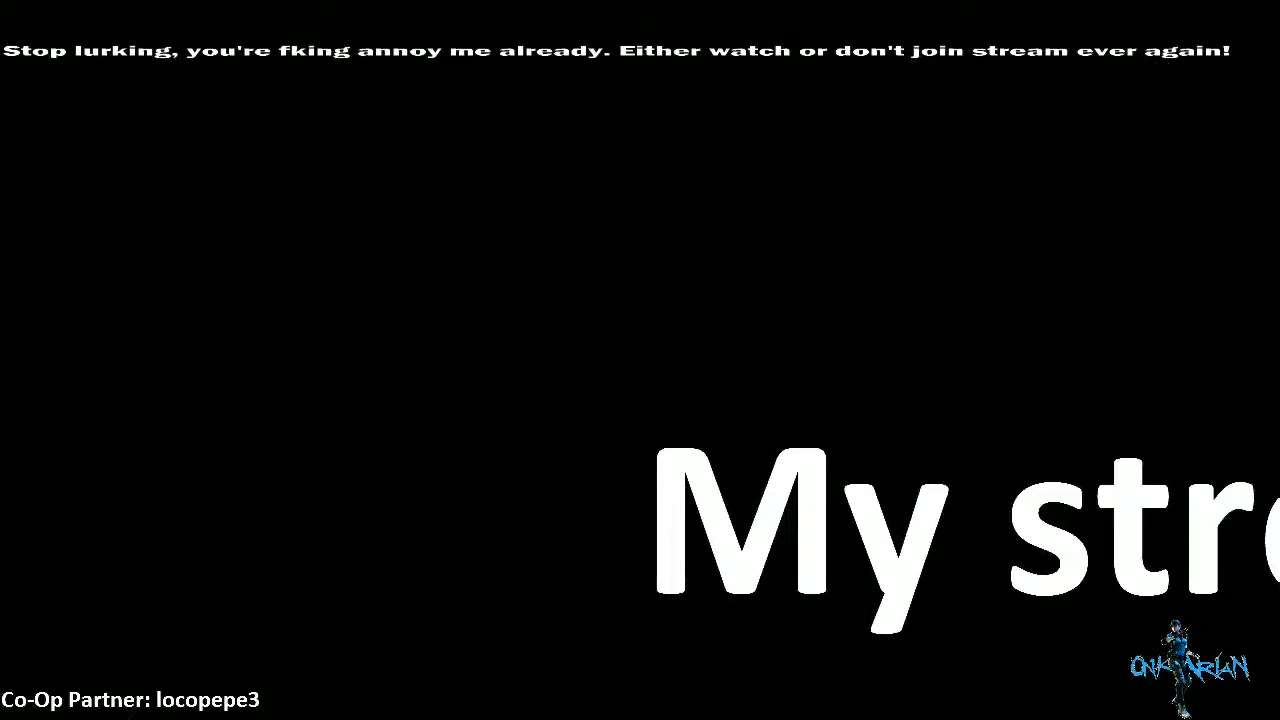 Stop lurking, you're fking annoy me already. Either watch or don't join stream ever again!
My stre
Co-Op Partner: locopepe3